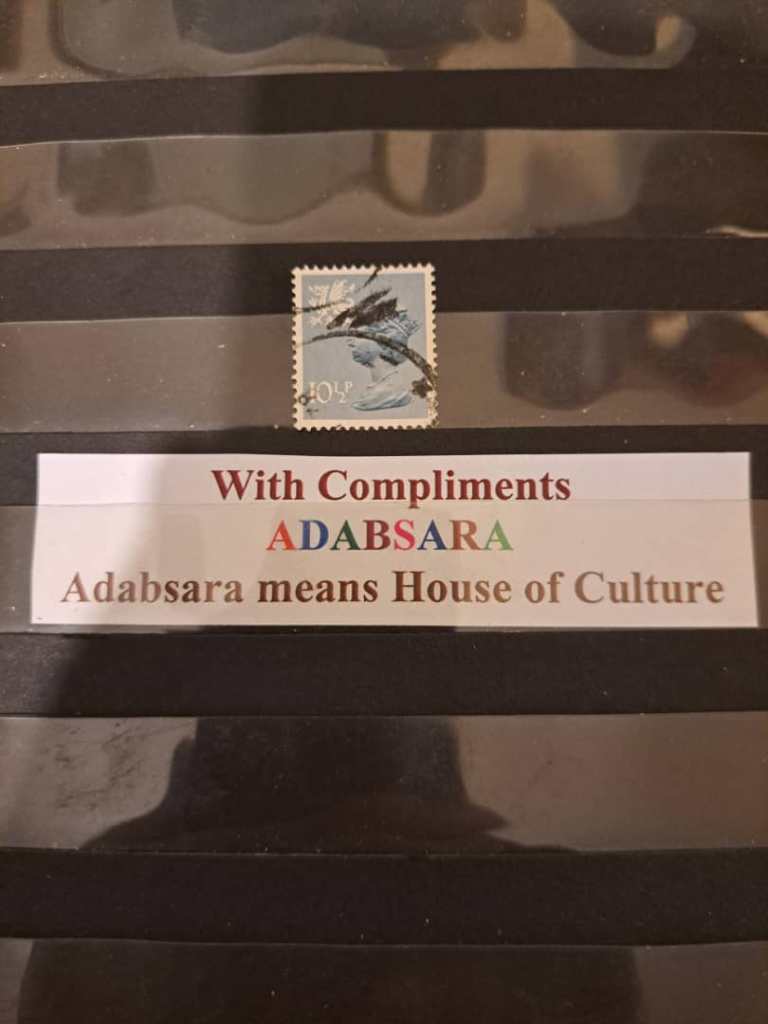 10½P
With Compliments
ADABSARA
Adabsara means House of Culture